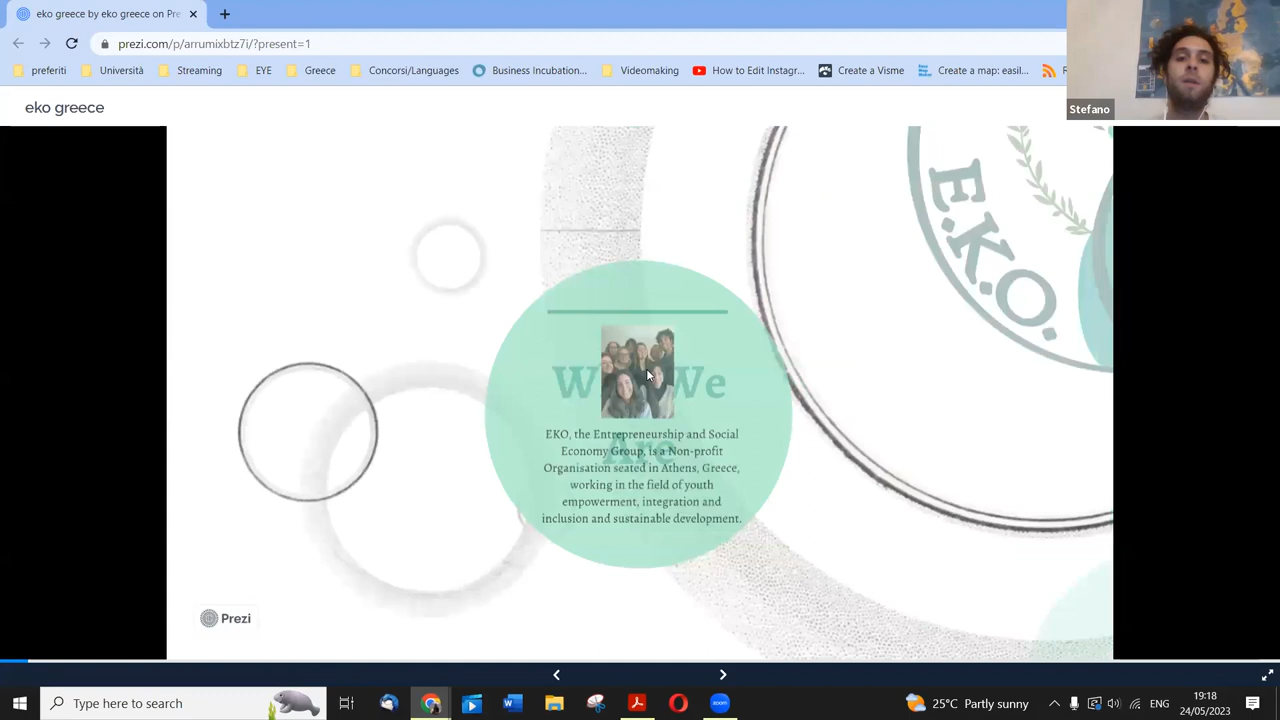 eko greece by eko greece on Pre
prezi.com/p/arrumixbtz7i/?present=1
preferiti
Università
Streaming
EYE
Greece
Concorsi/Languages
Business Incubation...
Videomaking
How to Edit Instagr...
Create a Visme
Create a map: easil...
Stefano
eko greece
E.K.O.
We
Are
EKO, the Entrepreneurship and Social
Economy Group, is a Non-profit
Organisation seated in Athens, Greece,
working in the field of youth
empowerment, integration and
inclusion and sustainable development.
Prezi
Type here to search
zoom
25°C Partly sunny
ENG
19:18
24/05/2023